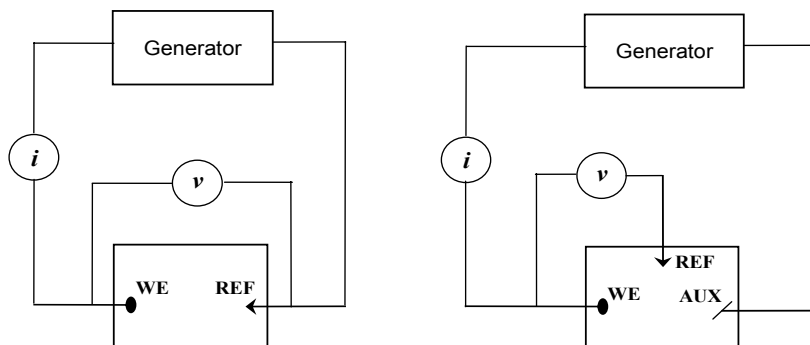 Generator
i
v
WE REF
Generator
i
v
REF
WE
AUX